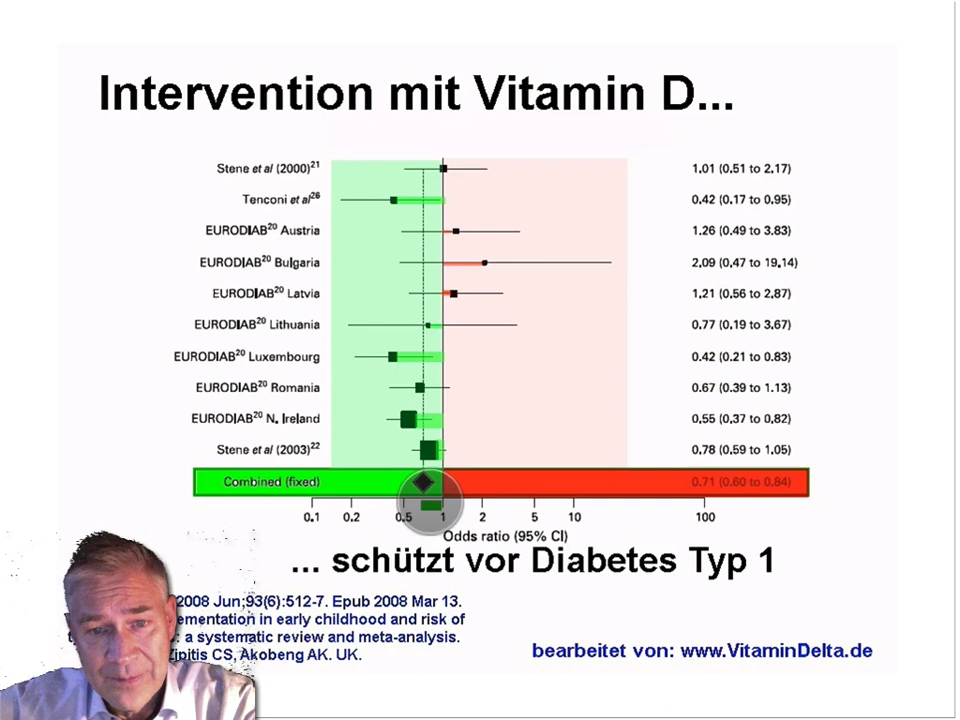 Intervention mit Vitamin D...
Stene et al (2000)21 1.01 (0.51 to 2.17)
Tenconi et al26 0.42 (0.17 to 0.95)
EURODIAB20 Austria 1.26 (0.49 to 3.83)
EURODIAB20 Bulgaria 2.09 (0.47 to 19.14)
EURODIAB20 Latvia 1.21 (0.56 to 2.87)
EURODIAB20 Lithuania 0.77 (0.19 to 3.67)
EURODIAB20 Luxembourg 0.42 (0.21 to 0.83)
EURODIAB20 Romania 0.67 (0.39 to 1.13)
EURODIAB20 N. Ireland 0.55 (0.37 to 0.82)
Stene et al (2003)22 0.78 (0.59 to 1.05)
Combined (fixed) 0.71 (0.60 to 0.84)
0.1 0.2 0.5 1 2 5 10 100
Odds ratio (95% CI)
... schützt vor Diabetes Typ 1
2008 Jun;93(6):512-7. Epub 2008 Mar 13.
in early childhood and risk of
: a systematic review and meta-analysis.
Zipitis CS, Akobeng AK. UK.
bearbeitet von: www.VitaminDelta.de